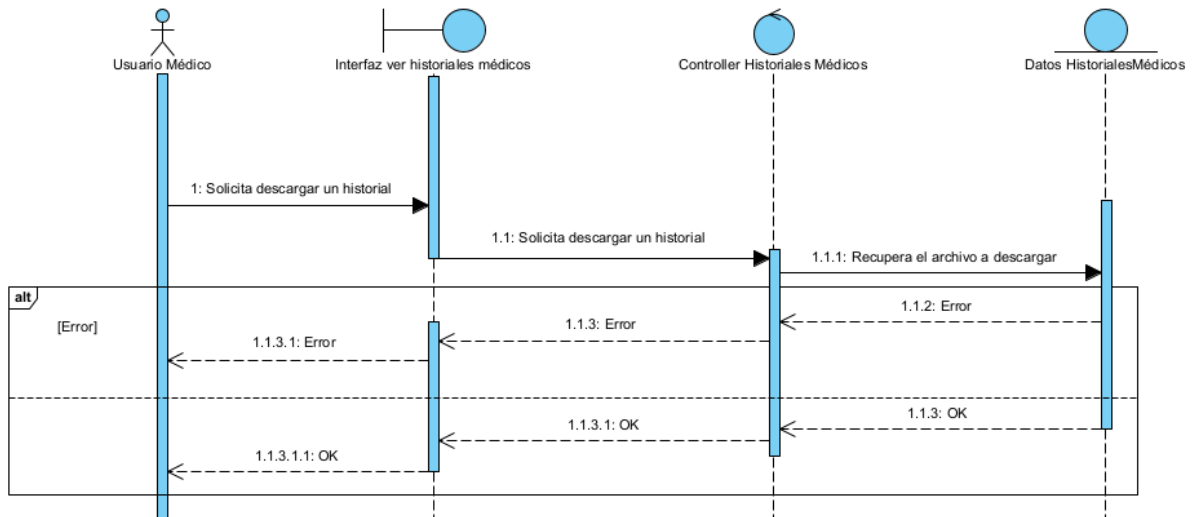 Usuario Médico
Interfaz ver historiales médicos
Controller Historiales Médicos
Datos HistorialesMédicos
1: Solicita descargar un historial
1.1: Solicita descargar un historial
1.1.1: Recupera el archivo a descargar
alt
[Error]
1.1.2: Error
1.1.3: Error
1.1.3.1: Error
1.1.3: OK
1.1.3.1: OK
1.1.3.1.1: OK